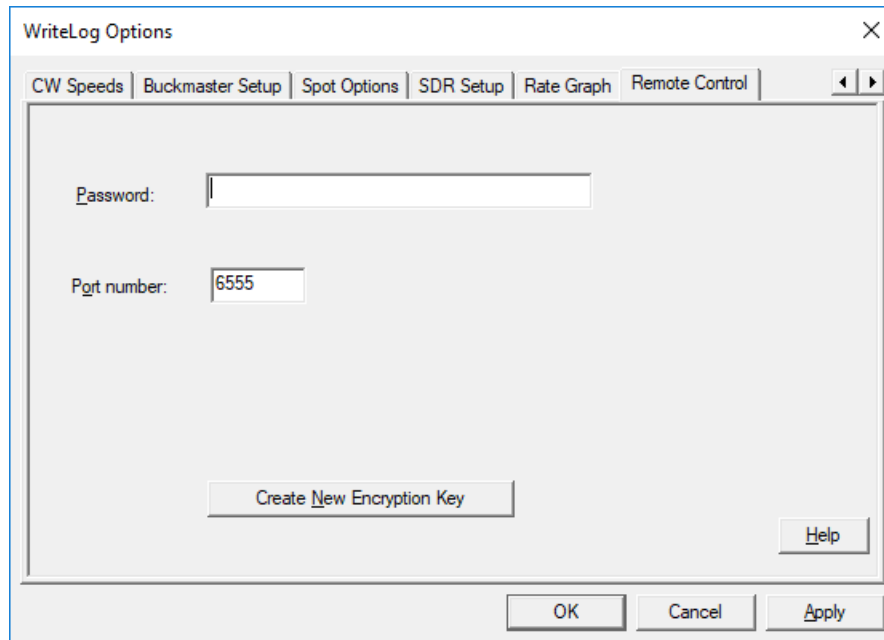 WriteLog Options
CW Speeds Buckmaster Setup Spot Options SDR Setup Rate Graph Remote Control
Password:
Port number: 6555
Create New Encryption Key
Help
OK Cancel Apply